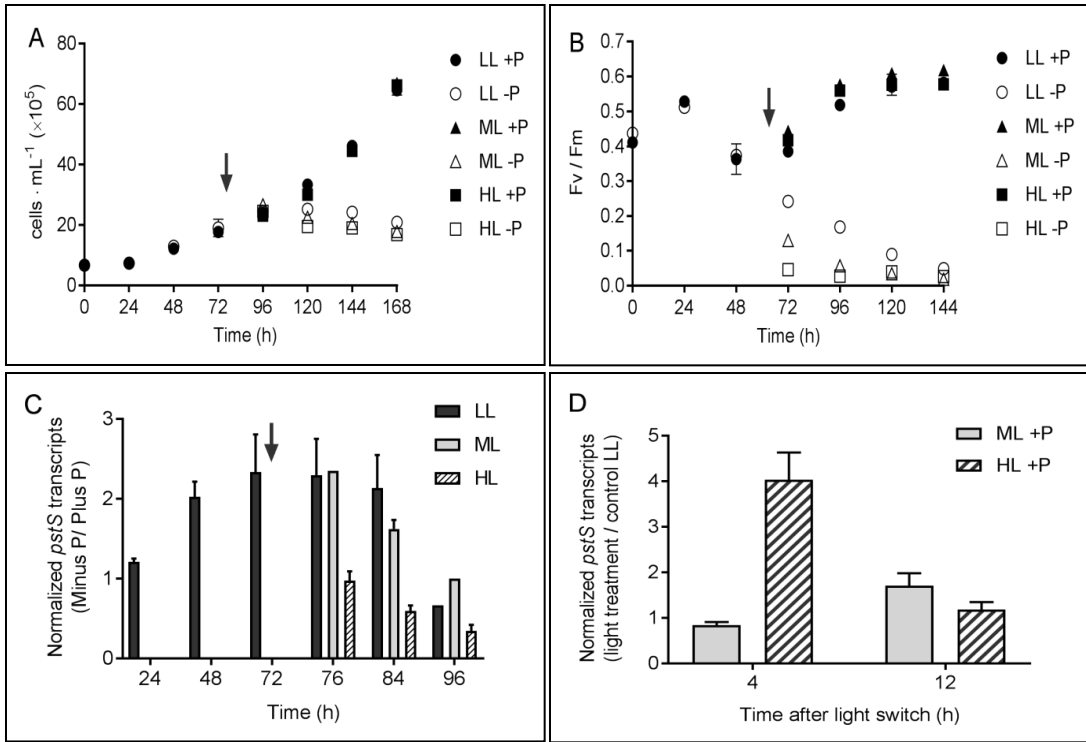 A
80
60
40
20
0
cells · mL⁻¹ (×10⁵)
0 24 48 72 96 120 144 168
Time (h)
LL +P
LL -P
ML +P
ML -P
HL +P
HL -P
B
0.7
0.6
0.5
0.4
0.3
0.2
0.1
0.0
Fv / Fm
0 24 48 72 96 120 144
Time (h)
LL +P
LL -P
ML +P
ML -P
HL +P
HL -P
C
3
2
1
0
Normalized pstS transcripts
(Minus P/ Plus P)
24 48 72 76 84 96
Time (h)
LL
ML
HL
D
5
4
3
2
1
0
Normalized pstS transcripts
(light treatment / control LL)
4 12
Time after light switch (h)
ML +P
HL +P